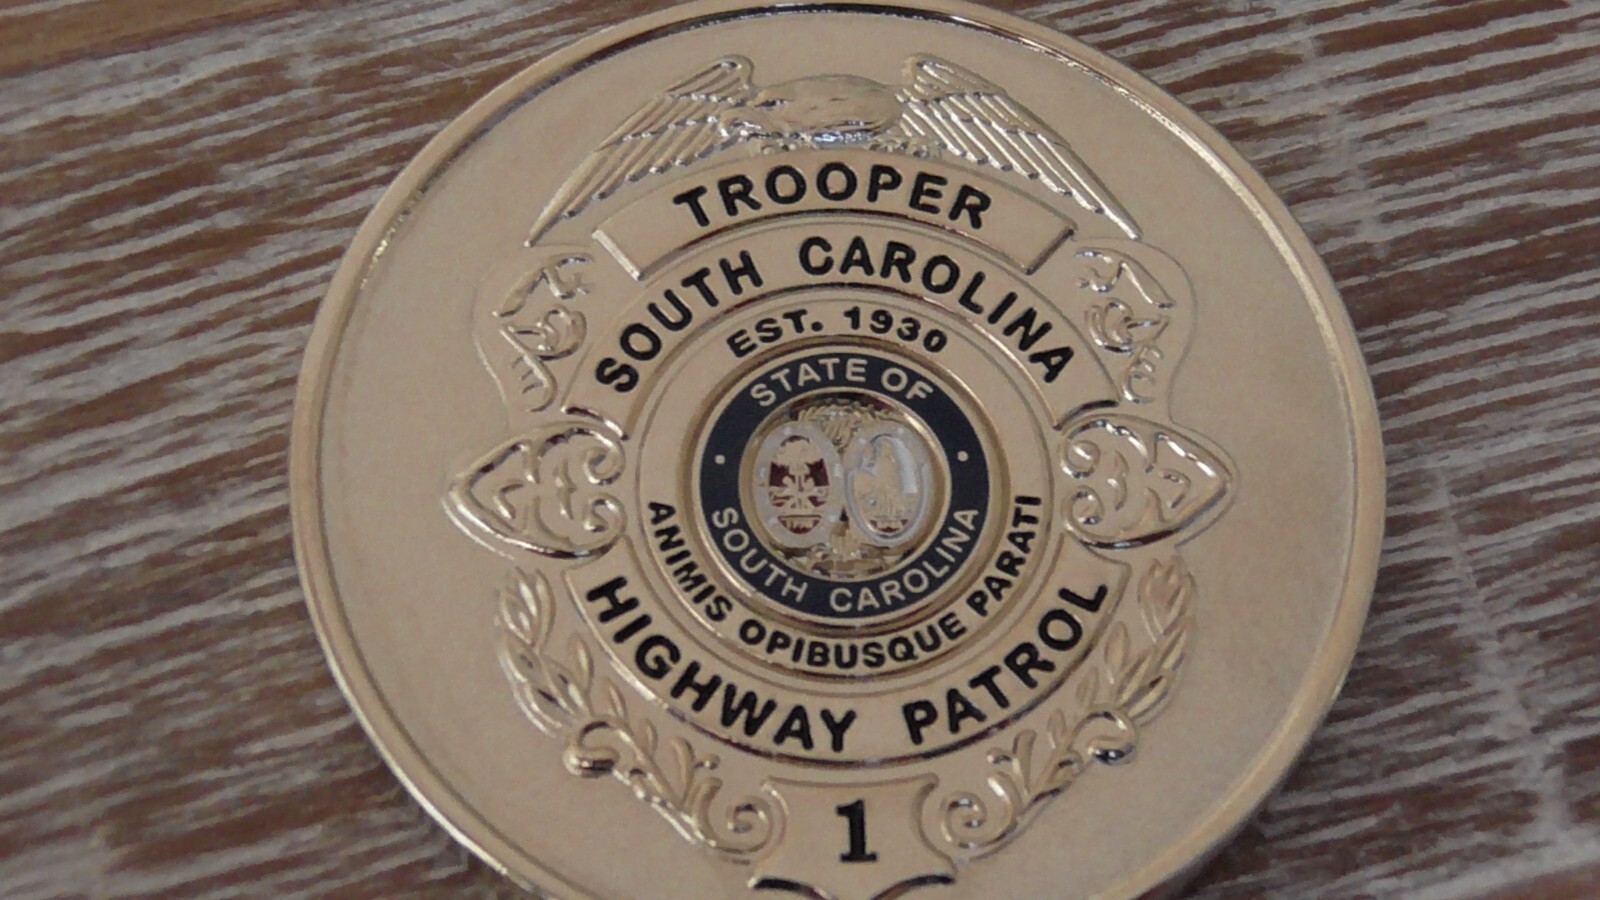 TROOPER
SOUTH CAROLINA
EST. 1930
STATE OF
SOUTH CAROLINA
ANIMIS OPIBUSQUE PARATI
HIGHWAY PATROL
1